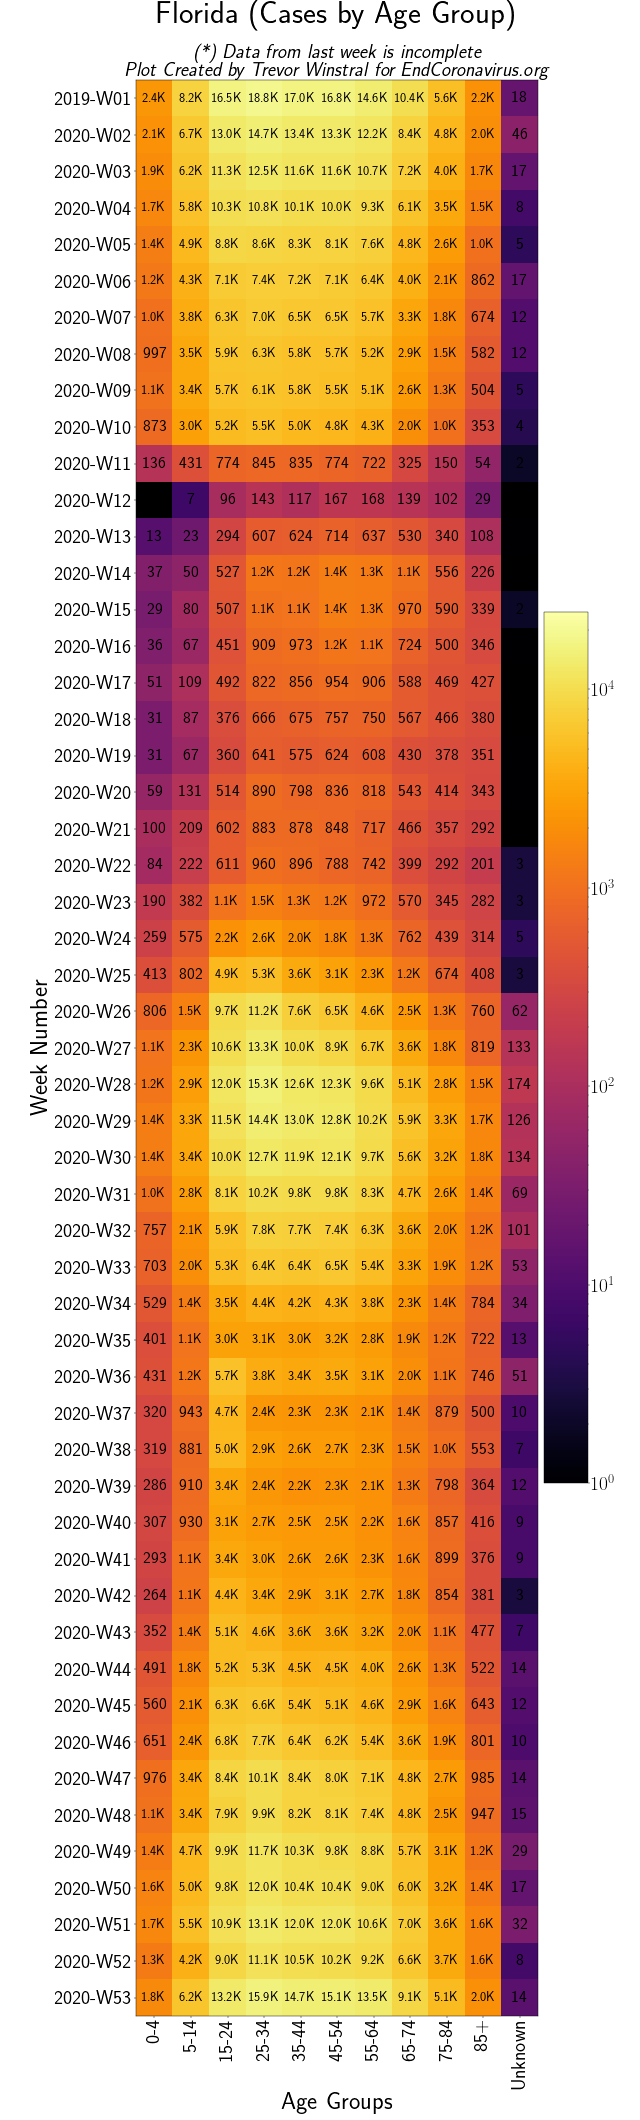 Florida (Cases by Age Group)
(*) Data from last week is incomplete
Plot Created by Trevor Winstral for EndCoronavirus.org
2019-W01 2.4K 8.2K 16.5K 18.8K 17.0K 16.8K 14.6K 10.4K 5.6K 2.2K 18
2020-W02 2.1K 6.7K 13.0K 14.7K 13.4K 13.3K 12.2K 8.4K 4.8K 2.0K 46
2020-W03 1.9K 6.2K 11.3K 12.5K 11.6K 11.6K 10.7K 7.2K 4.0K 1.7K 17
2020-W04 1.7K 5.8K 10.3K 10.8K 10.1K 10.0K 9.3K 6.1K 3.5K 1.5K 8
2020-W05 1.4K 4.9K 8.8K 8.6K 8.3K 8.1K 7.6K 4.8K 2.6K 1.0K 5
2020-W06 1.2K 4.3K 7.1K 7.4K 7.2K 7.1K 6.4K 4.0K 2.1K 862 17
2020-W07 1.0K 3.8K 6.3K 7.0K 6.5K 6.5K 5.7K 3.3K 1.8K 674 12
2020-W08 997 3.5K 5.9K 6.3K 5.8K 5.7K 5.2K 2.9K 1.5K 582 12
2020-W09 1.1K 3.4K 5.7K 6.1K 5.8K 5.5K 5.1K 2.6K 1.3K 504 5
2020-W10 873 3.0K 5.2K 5.5K 5.0K 4.8K 4.3K 2.0K 1.0K 353 4
2020-W11 136 431 774 845 835 774 722 325 150 54 2
2020-W12 7 96 143 117 167 168 139 102 29
2020-W13 13 23 294 607 624 714 637 530 340 108
2020-W14 37 50 527 1.2K 1.2K 1.4K 1.3K 1.1K 556 226
2020-W15 29 80 507 1.1K 1.1K 1.4K 1.3K 970 590 339 2
2020-W16 36 67 451 909 973 1.2K 1.1K 724 500 346
2020-W17 51 109 492 822 856 954 906 588 469 427
2020-W18 31 87 376 666 675 757 750 567 466 380
2020-W19 31 67 360 641 575 624 608 430 378 351
2020-W20 59 131 514 890 798 836 818 543 414 343
2020-W21 100 209 602 883 878 848 717 466 357 292
2020-W22 84 222 611 960 896 788 742 399 292 201 3
2020-W23 190 382 1.1K 1.5K 1.3K 1.2K 972 570 345 282 3
2020-W24 259 575 2.2K 2.6K 2.0K 1.8K 1.3K 762 439 314 5
2020-W25 413 802 4.9K 5.3K 3.6K 3.1K 2.3K 1.2K 674 408 3
2020-W26 806 1.5K 9.7K 11.2K 7.6K 6.5K 4.6K 2.5K 1.3K 760 62
2020-W27 1.1K 2.3K 10.6K 13.3K 10.0K 8.9K 6.7K 3.6K 1.8K 819 133
2020-W28 1.2K 2.9K 12.0K 15.3K 12.6K 12.3K 9.6K 5.1K 2.8K 1.5K 174
2020-W29 1.4K 3.3K 11.5K 14.4K 13.0K 12.8K 10.2K 5.9K 3.3K 1.7K 126
2020-W30 1.4K 3.4K 10.0K 12.7K 11.9K 12.1K 9.7K 5.6K 3.2K 1.8K 134
2020-W31 1.0K 2.8K 8.1K 10.2K 9.8K 9.8K 8.3K 4.7K 2.6K 1.4K 69
2020-W32 757 2.1K 5.9K 7.8K 7.7K 7.4K 6.3K 3.6K 2.0K 1.2K 101
2020-W33 703 2.0K 5.3K 6.4K 6.4K 6.5K 5.4K 3.3K 1.9K 1.2K 53
2020-W34 529 1.4K 3.5K 4.4K 4.2K 4.3K 3.8K 2.3K 1.4K 784 34
2020-W35 401 1.1K 3.0K 3.1K 3.0K 3.2K 2.8K 1.9K 1.2K 722 13
2020-W36 431 1.2K 5.7K 3.8K 3.4K 3.5K 3.1K 2.0K 1.1K 746 51
2020-W37 320 943 4.7K 2.4K 2.3K 2.3K 2.1K 1.4K 879 500 10
2020-W38 319 881 5.0K 2.9K 2.6K 2.7K 2.3K 1.5K 1.0K 553 7
2020-W39 286 910 3.4K 2.4K 2.2K 2.3K 2.1K 1.3K 798 364 12
2020-W40 307 930 3.1K 2.7K 2.5K 2.5K 2.2K 1.6K 857 416 9
2020-W41 293 1.1K 3.4K 3.0K 2.6K 2.6K 2.3K 1.6K 899 376 9
2020-W42 264 1.1K 4.4K 3.4K 2.9K 3.1K 2.7K 1.8K 854 381 3
2020-W43 352 1.4K 5.1K 4.6K 3.6K 3.6K 3.2K 2.0K 1.1K 477 7
2020-W44 491 1.8K 5.2K 5.3K 4.5K 4.5K 4.0K 2.6K 1.3K 522 14
2020-W45 560 2.1K 6.3K 6.6K 5.4K 5.1K 4.6K 2.9K 1.6K 643 12
2020-W46 651 2.4K 6.8K 7.7K 6.4K 6.2K 5.4K 3.6K 1.9K 801 10
2020-W47 976 3.4K 8.4K 10.1K 8.4K 8.0K 7.1K 4.8K 2.7K 985 14
2020-W48 1.1K 3.4K 7.9K 9.9K 8.2K 8.1K 7.4K 4.8K 2.5K 947 15
2020-W49 1.4K 4.7K 9.9K 11.7K 10.3K 9.8K 8.8K 5.7K 3.1K 1.2K 29
2020-W50 1.6K 5.0K 9.8K 12.0K 10.4K 10.4K 9.0K 6.0K 3.2K 1.4K 17
2020-W51 1.7K 5.5K 10.9K 13.1K 12.0K 12.0K 10.6K 7.0K 3.6K 1.6K 32
2020-W52 1.3K 4.2K 9.0K 11.1K 10.5K 10.2K 9.2K 6.6K 3.7K 1.6K 8
2020-W53 1.8K 6.2K 13.2K 15.9K 14.7K 15.1K 13.5K 9.1K 5.1K 2.0K 14
0-4 5-14 15-24 25-34 35-44 45-54 55-64 65-74 75-84 85+ Unknown
Age Groups
Week Number
10⁴
10³
10²
10¹
10⁰